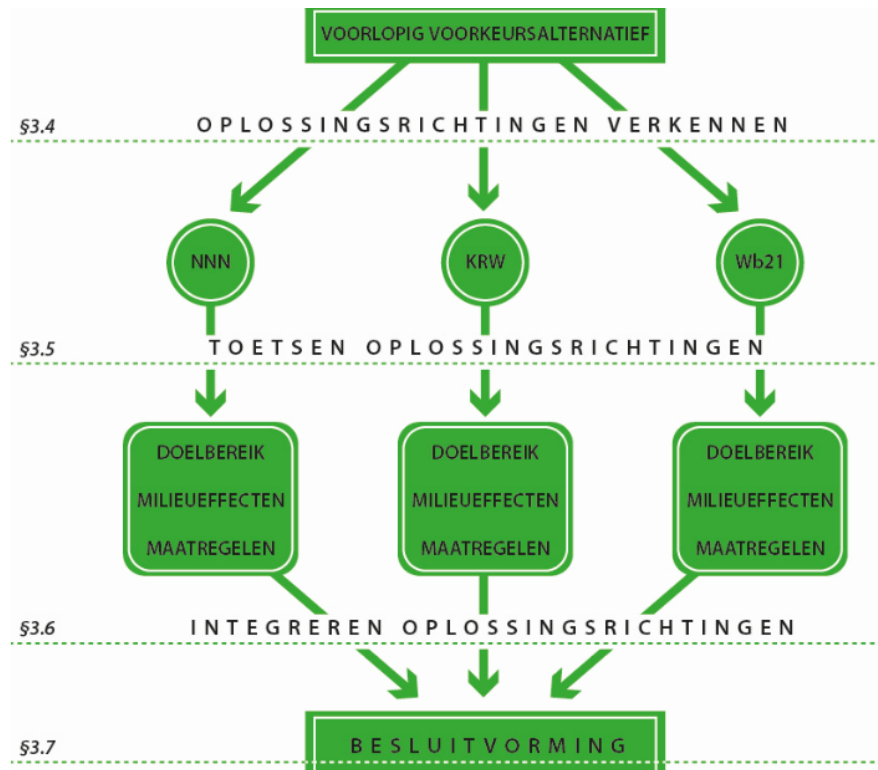 VOORLOPIG VOORKEURSALTERNATIEF
§3.4 OPLOSSINGSRICHTINGEN VERKENNEN
NNN KRW Wb21
§3.5 TOETSEN OPLOSSINGSRICHTINGEN
DOELBEREIK DOELBEREIK DOELBEREIK
MILIEUEFFECTEN MILIEUEFFECTEN MILIEUEFFECTEN
MAATREGELEN MAATREGELEN MAATREGELEN
§3.6 INTEGREREN OPLOSSINGSRICHTINGEN
§3.7 BESLUITVORMING